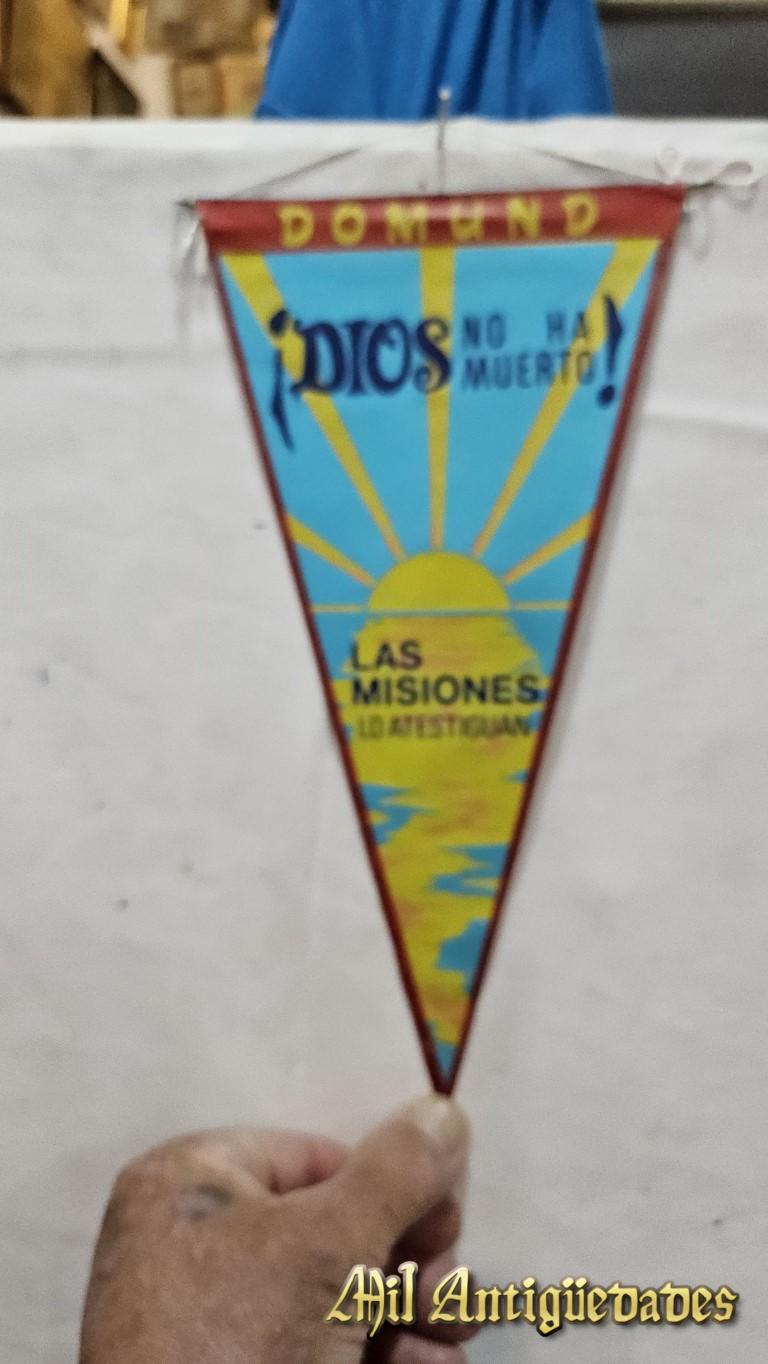 DOMUND
¡DIOS NO HA
MUERTO!
LAS
MISIONES
LO ATESTIGUAN
Mil Antigüedades